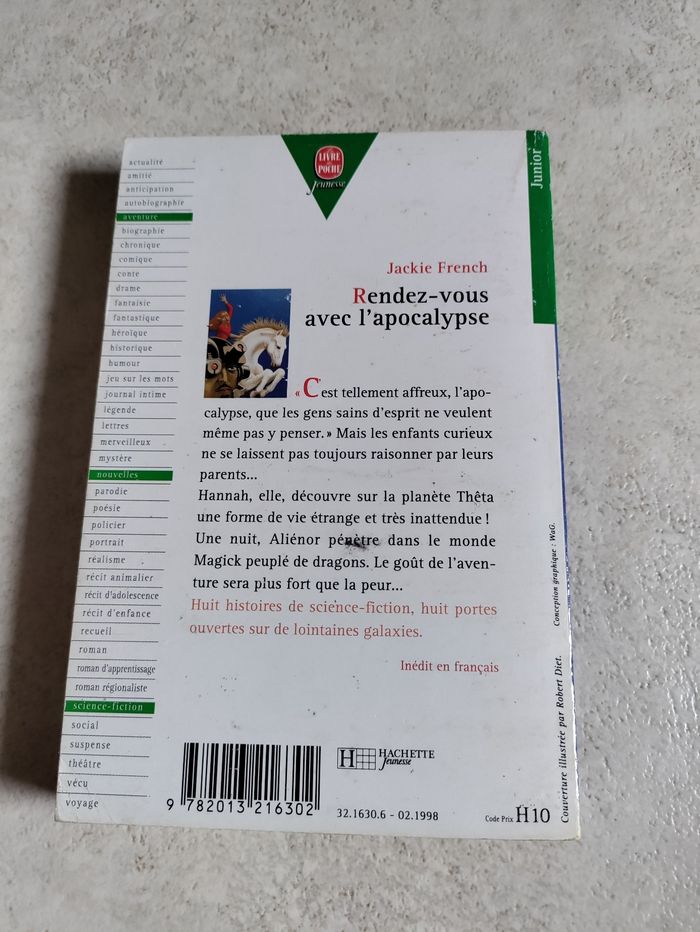 LIVRE
DE
POCHE
Jeunesse
Junior
actualité
amitié
anticipation
autobiographie
aventure
biographie
chronique
comique
conte
drame
fantaisie
fantastique
héroïque
historique
humour
jeu sur les mots
journal intime
légende
lettres
merveilleux
mystère
nouvelles
parodie
poésie
policier
portrait
réalisme
récit animalier
récit d'adolescence
récit d'enfance
recueil
roman
roman d'apprentissage
roman régionaliste
science-fiction
social
suspense
théâtre
vécu
voyage
Jackie French
Rendez-vous
avec l'apocalypse
« C'est tellement affreux, l'apo-
calypse, que les gens sains d'esprit ne veulent
même pas y penser. » Mais les enfants curieux
ne se laissent pas toujours raisonner par leurs
parents...
Hannah, elle, découvre sur la planète Thêta
une forme de vie étrange et très inattendue !
Une nuit, Aliénor pénètre dans le monde
Magick peuplé de dragons. Le goût de l'aven-
ture sera plus fort que la peur...
Huit histoires de science-fiction, huit portes
ouvertes sur de lointaines galaxies.
Inédit en français
9 782013 216302
H HACHETTE
Jeunesse
32.1630.6 - 02.1998
Code Prix H10
Conception graphique : WaG.
Couverture illustrée par Robert Diet.